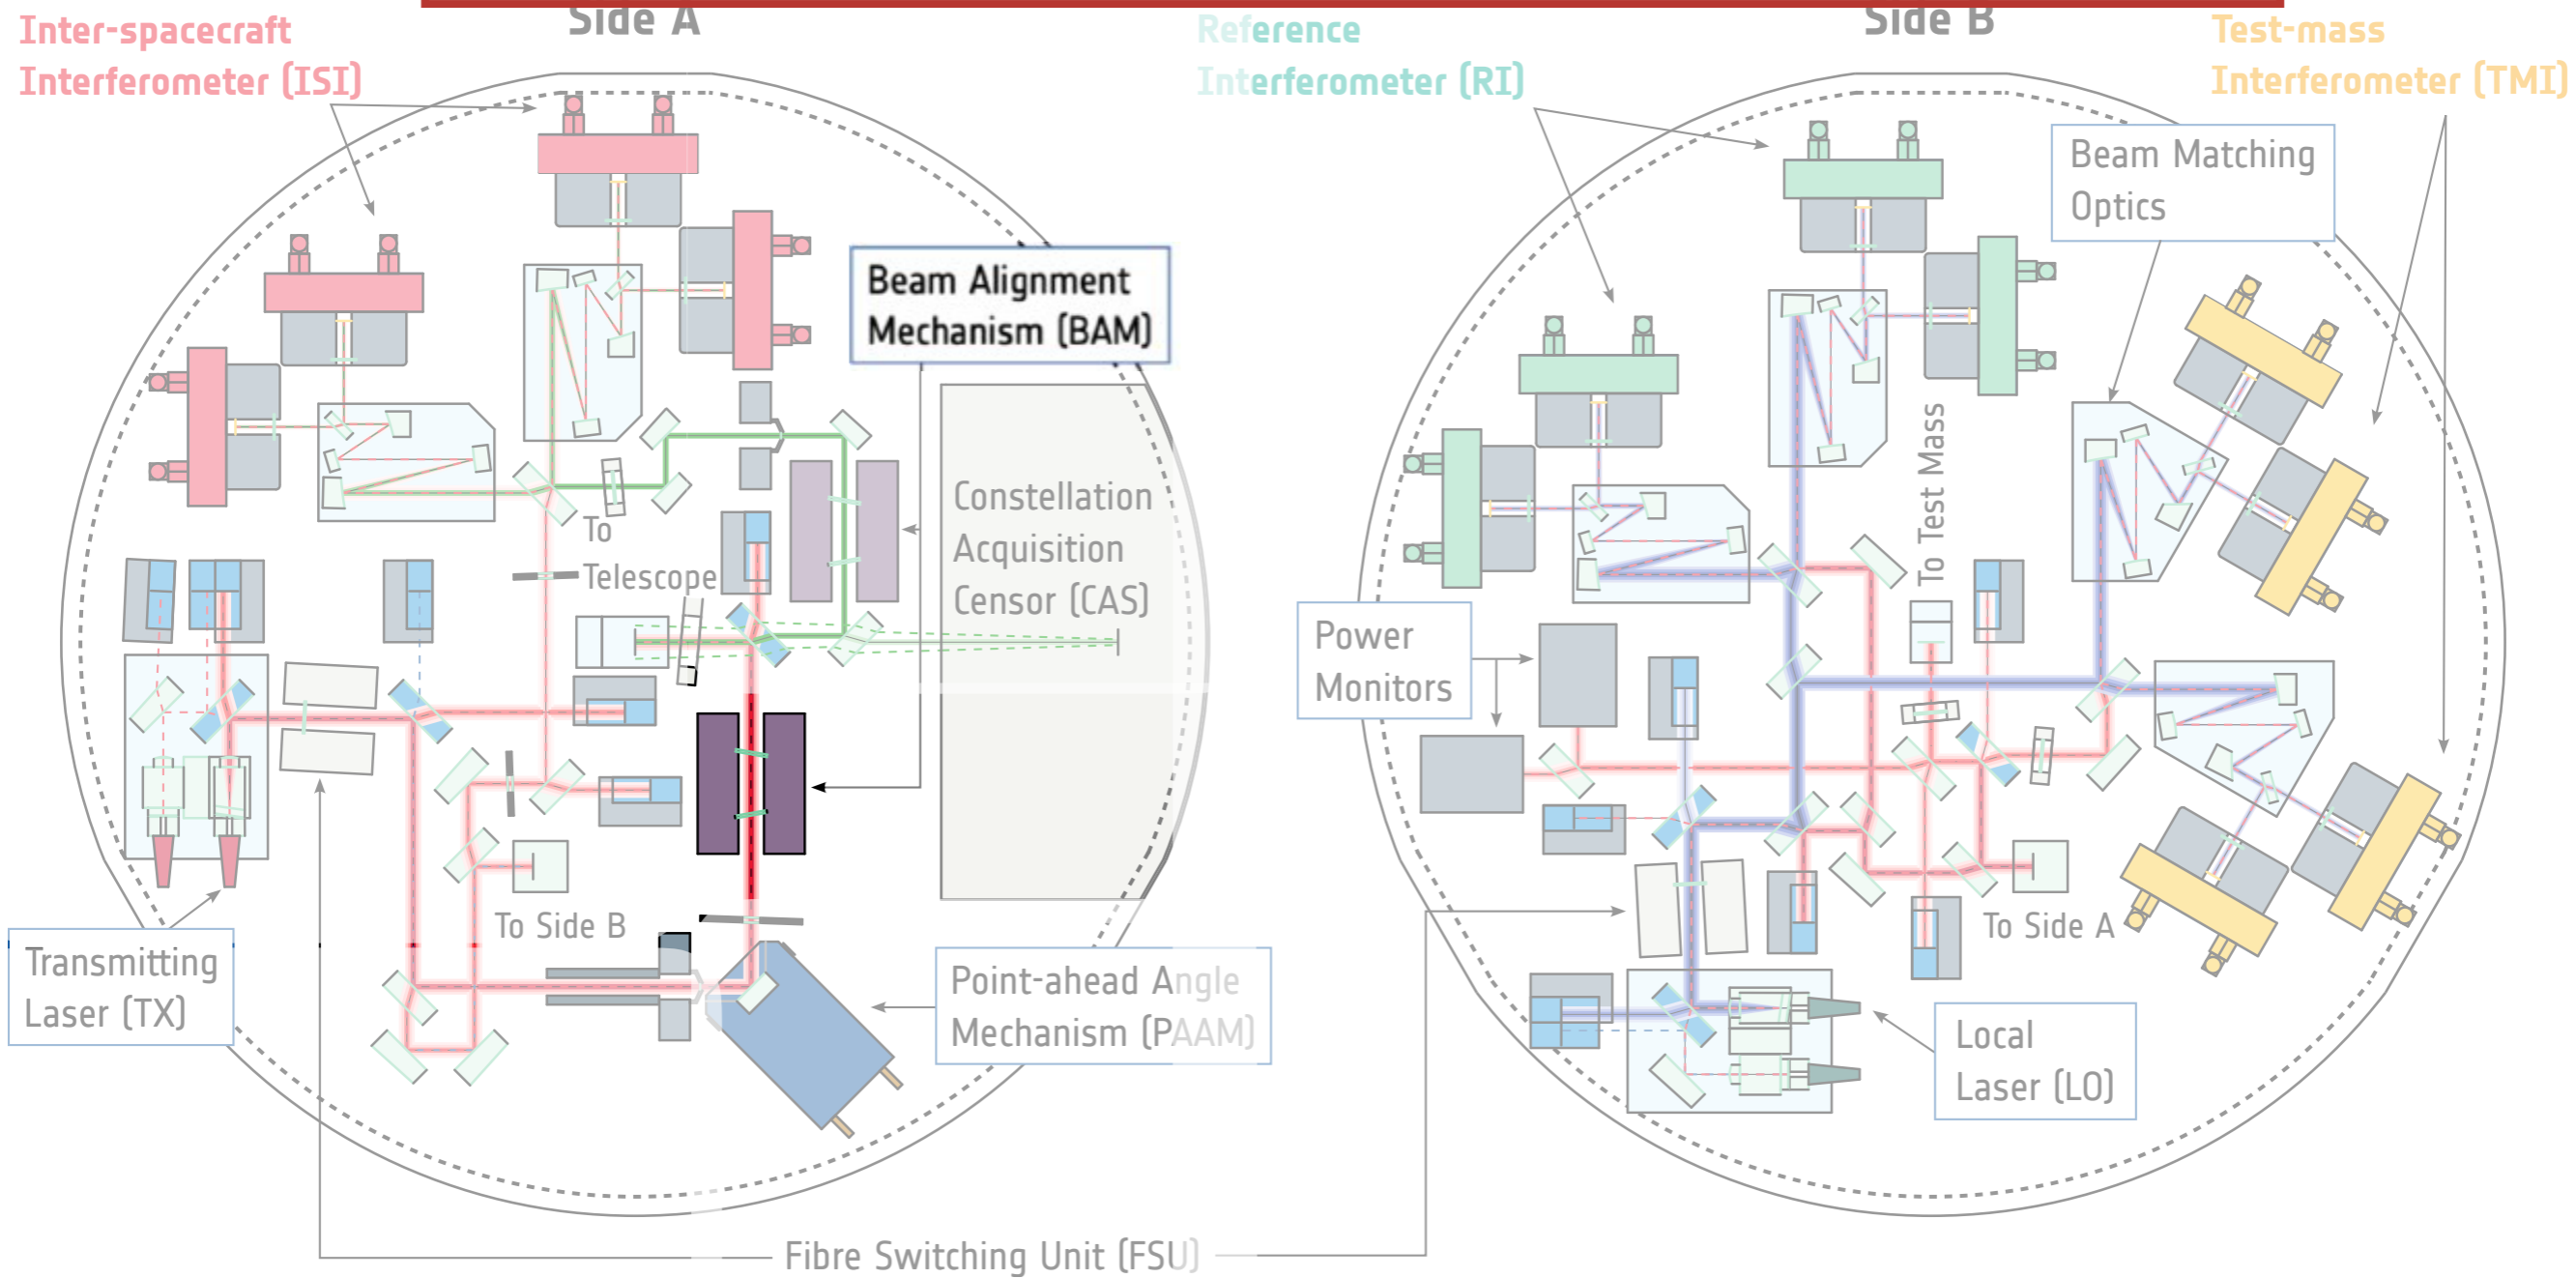 Side A
Side B
Inter-spacecraft
Interferometer (ISI)
Reference
Interferometer (RI)
Test-mass
Interferometer (TMI)
Beam Matching
Optics
Beam Alignment
Mechanism (BAM)
Constellation
Acquisition
Censor (CAS)
To
Telescope
To Test Mass
Power
Monitors
To Side B
To Side A
Transmitting
Laser (TX)
Point-ahead Angle
Mechanism (PAAM)
Local
Laser (LO)
Fibre Switching Unit (FSU)